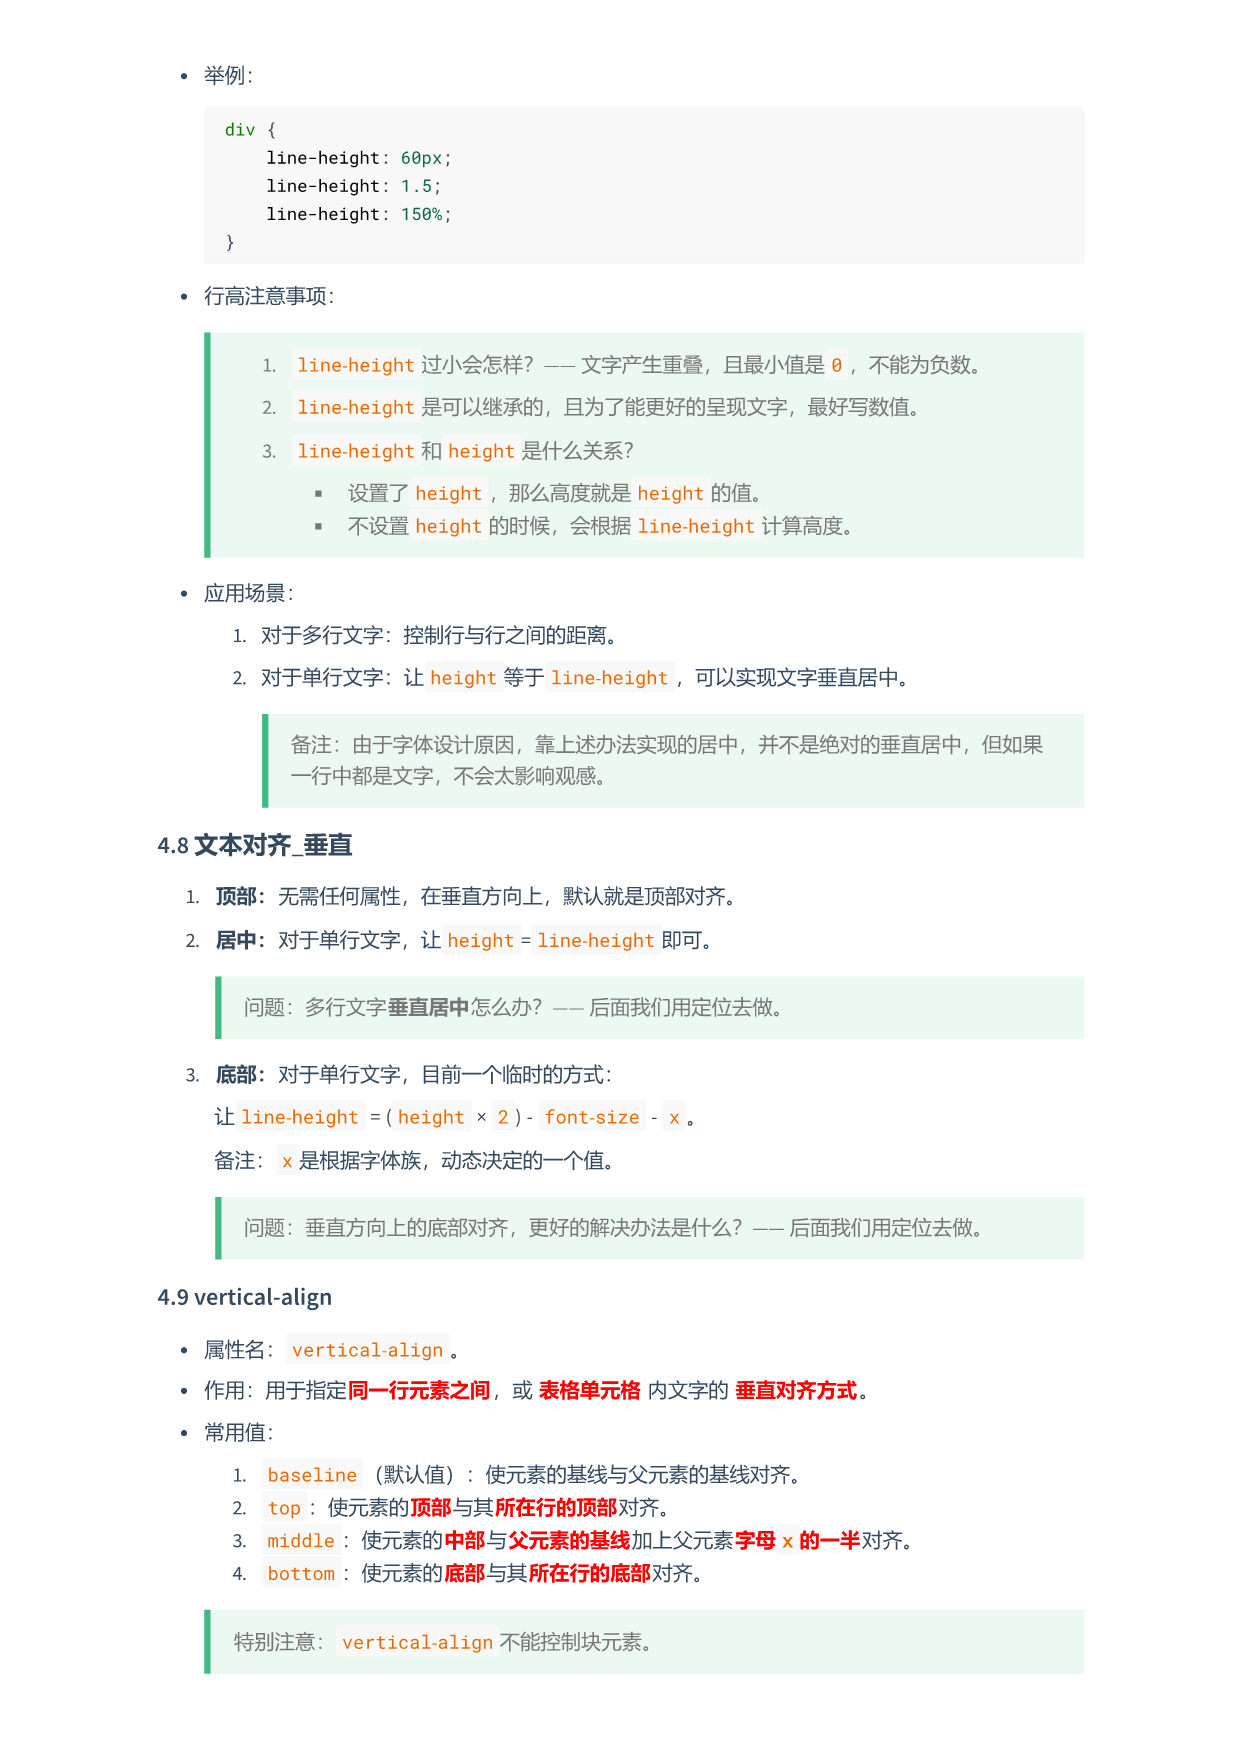 • 举例：
div {
    line-height: 60px;
    line-height: 1.5;
    line-height: 150%;
}
• 行高注意事项：
1. line-height过小会怎样？—— 文字产生重叠，且最小值是 0 ，不能为负数。
2. line-height 是可以继承的，且为了能更好的呈现文字，最好写数值。
3. line-height 和 height 是什么关系？
▪ 设置了 height ，那么高度就是 height 的值。
▪ 不设置 height 的时候，会根据 line-height 计算高度。
• 应用场景：
1. 对于多行文字：控制行与行之间的距离。
2. 对于单行文字：让 height 等于 line-height ，可以实现文字垂直居中。
备注：由于字体设计原因，靠上述办法实现的居中，并不是绝对的垂直居中，但如果
一行中都是文字，不会太影响观感。
4.8 文本对齐_垂直
1. 顶部：无需任何属性，在垂直方向上，默认就是顶部对齐。
2. 居中：对于单行文字，让 height = line-height 即可。
问题：多行文字垂直居中怎么办？—— 后面我们用定位去做。
3. 底部：对于单行文字，目前一个临时的方式：
让 line-height = ( height × 2 ) - font-size - x 。
备注： x 是根据字体族，动态决定的一个值。
问题：垂直方向上的底部对齐，更好的解决办法是什么？—— 后面我们用定位去做。
4.9 vertical-align
• 属性名： vertical-align 。
• 作用：用于指定同一行元素之间，或 表格单元格 内文字的 垂直对齐方式。
• 常用值：
1. baseline （默认值）：使元素的基线与父元素的基线对齐。
2. top ：使元素的顶部与其所在行的顶部对齐。
3. middle ：使元素的中部与父元素的基线加上父元素字母 x 的一半对齐。
4. bottom ：使元素的底部与其所在行的底部对齐。
特别注意： vertical-align 不能控制块元素。